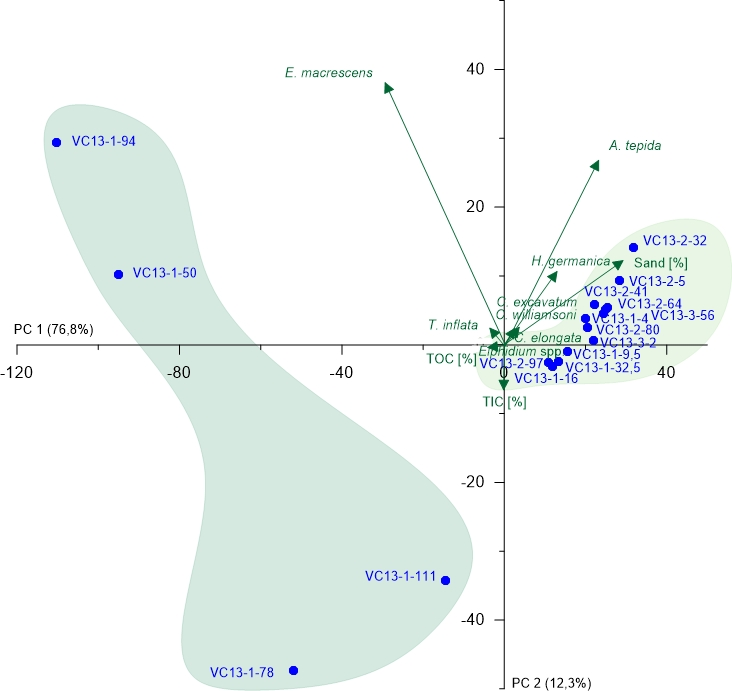 40
E. macrescens
A. tepida
VC13-1-94
20
VC13-2-32
H. germanica
Sand [%]
VC13-1-50
VC13-2-5
VC13-2-41
C. excavatum
VC13-2-64
C. williamsoni
VC13-1-4
VC13-3-56
T. inflata
VC13-2-80
PC 1 (76,8%)
C. elongata
VC13-3-2
Elphidium spp.
TOC [%]
VC13-1-9,5
VC13-2-97
VC13-1-32,5
-120
-80
-40
0
40
VC13-1-16
TIC [%]
-20
VC13-1-111
-40
VC13-1-78
PC 2 (12,3%)